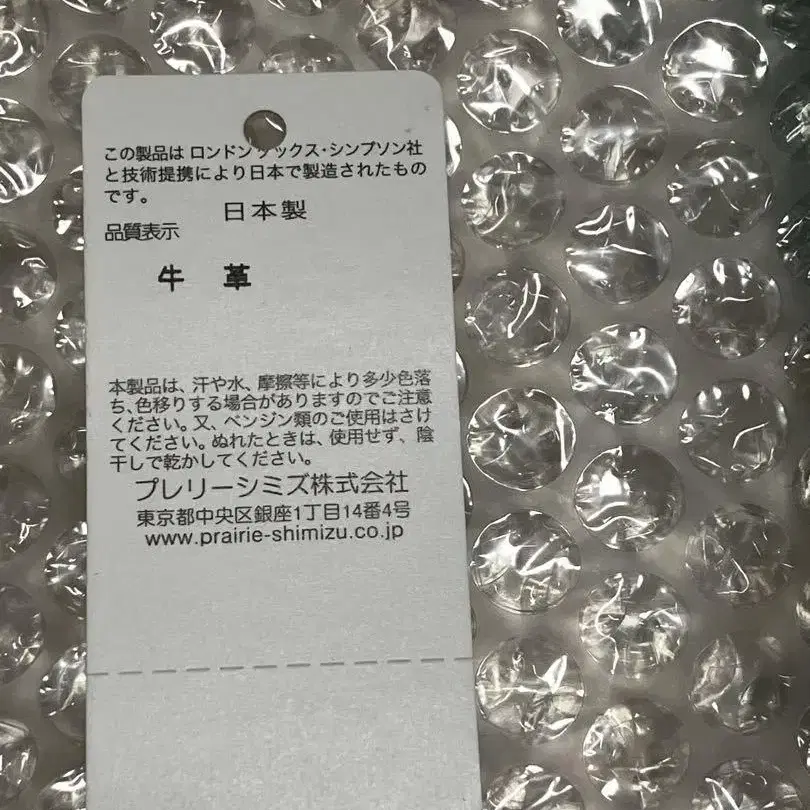 この製品は ロンドンダックス・シンプソン社
と技術提携により日本で製造されたもの
です。
日本製
品質表示
牛 革
本製品は、汗や水、摩擦等により多少色落
ち、色移りする場合がありますのでご注意
ください。又、ベンジン類のご使用はさけ
てください。ぬれたときは、使用せず、陰
干しで乾かしてください。
プレリーシミズ株式会社
東京都中央区銀座1丁目14番4号
www.prairie-shimizu.co.jp